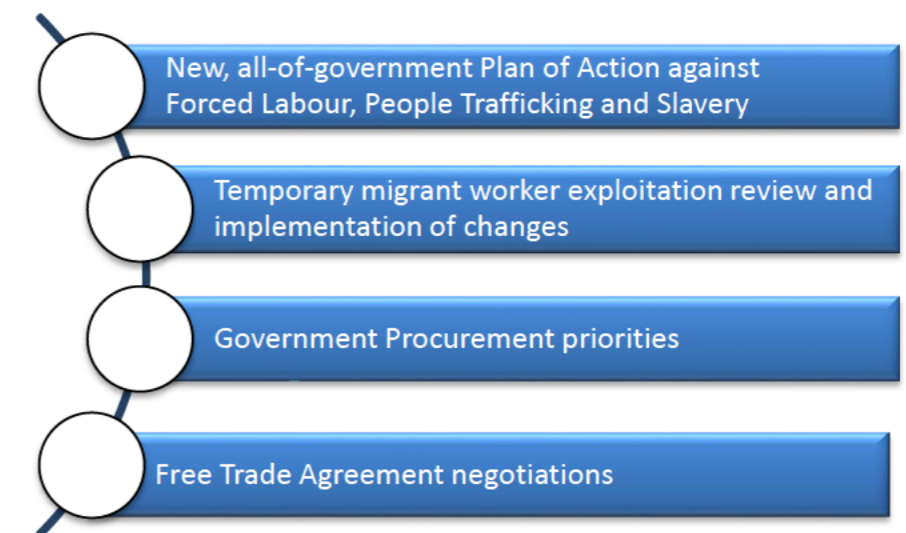 New, all-of-government Plan of Action against
Forced Labour, People Trafficking and Slavery
Temporary migrant worker exploitation review and
implementation of changes
Government Procurement priorities
Free Trade Agreement negotiations